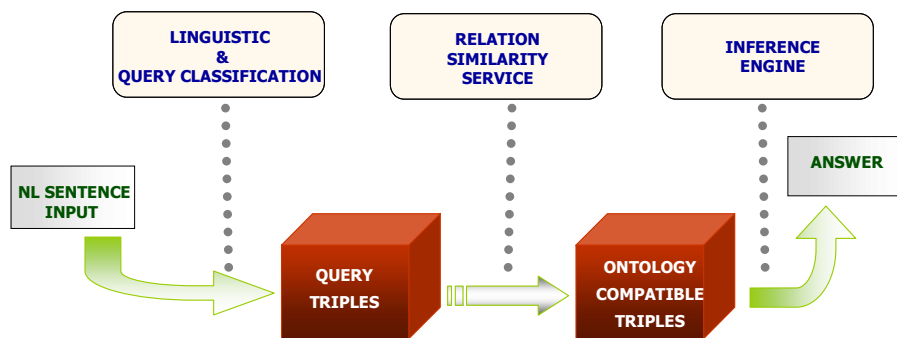 LINGUISTIC
&
QUERY CLASSIFICATION
RELATION
SIMILARITY
SERVICE
INFERENCE
ENGINE
NL SENTENCE
INPUT
ANSWER
QUERY
TRIPLES
ONTOLOGY
COMPATIBLE
TRIPLES